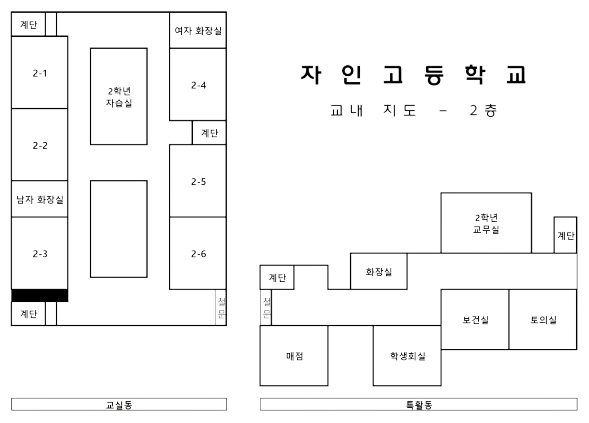 자인고등학교
교내 지도 - 2층
계단
여자 화장실
2-1
2학년
자습실
2-4
계단
2-2
2-5
남자 화장실
2-3
2-6
계단
철문
2학년
교무실
계단
계단
화장실
철문
보건실
토의실
매점
학생회실
교실동
특활동